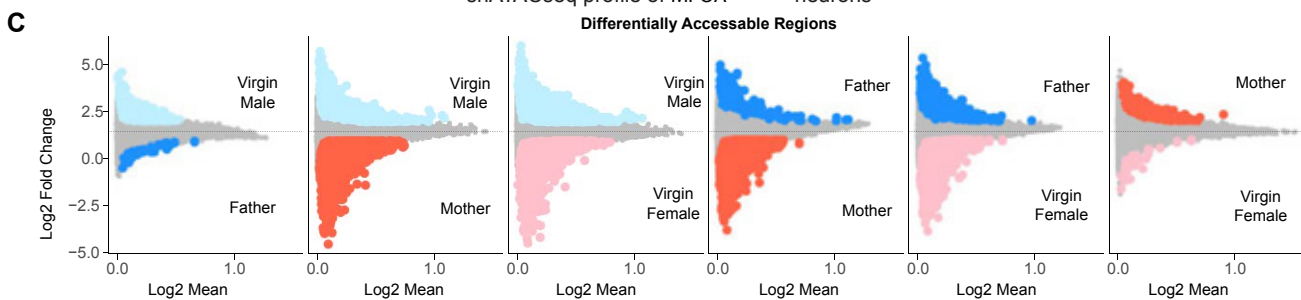 C
Differentially Accessable Regions
Log2 Fold Change
5.0
2.5
0.0
−2.5
−5.0
Virgin
Male
Father
0.0 1.0
Log2 Mean
Virgin
Male
Mother
0.0 1.0
Log2 Mean
Virgin
Male
Virgin
Female
0.0 1.0
Log2 Mean
Father
Mother
0.0 1.0
Log2 Mean
Father
Virgin
Female
0.0 1.0
Log2 Mean
Mother
Virgin
Female
0.0 1.0
Log2 Mean